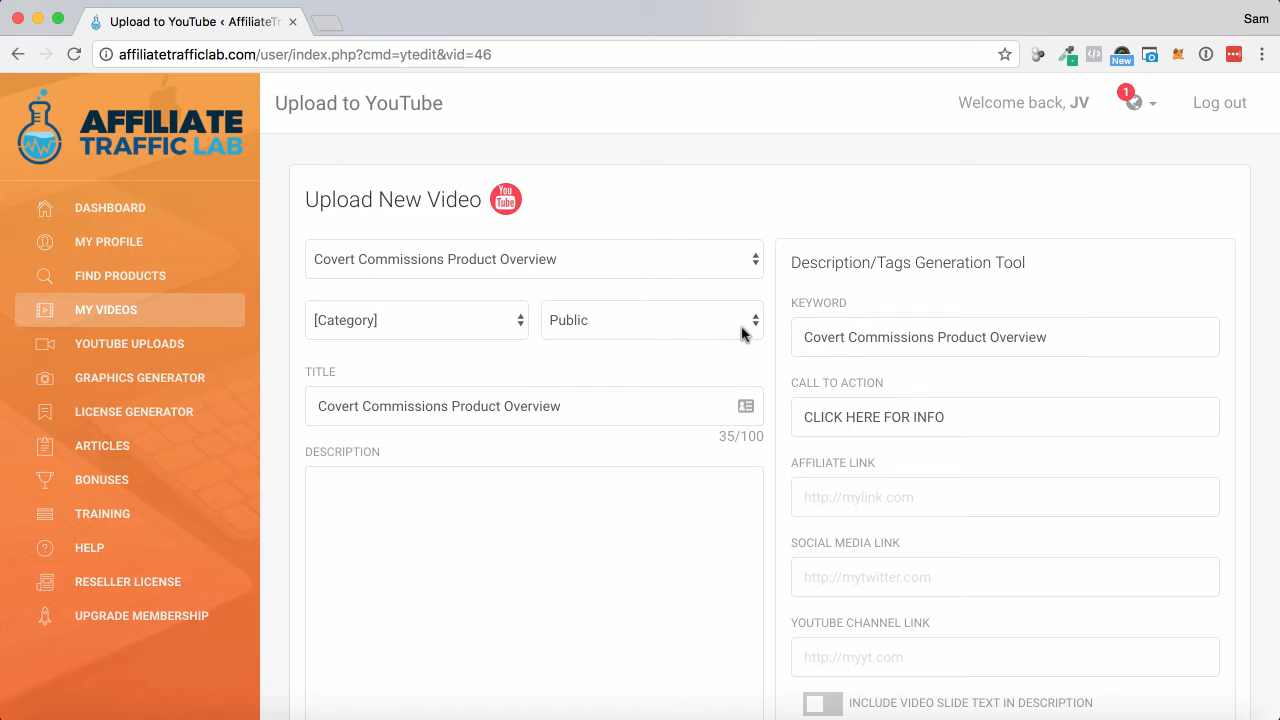 Upload to YouTube ‹ AffiliateTr
Sam
affiliatetrafficlab.com/user/index.php?cmd=ytedit&vid=46
New
AFFILIATE
TRAFFIC LAB
Upload to YouTube
1
Welcome back, JV
Log out
DASHBOARD
MY PROFILE
FIND PRODUCTS
MY VIDEOS
YOUTUBE UPLOADS
GRAPHICS GENERATOR
LICENSE GENERATOR
ARTICLES
BONUSES
TRAINING
HELP
RESELLER LICENSE
UPGRADE MEMBERSHIP
Upload New Video
You
Tube
Covert Commissions Product Overview
[Category]
Public
TITLE
Covert Commissions Product Overview
35/100
DESCRIPTION
Description/Tags Generation Tool
KEYWORD
Covert Commissions Product Overview
CALL TO ACTION
CLICK HERE FOR INFO
AFFILIATE LINK
http://mylink.com
SOCIAL MEDIA LINK
http://mytwitter.com
YOUTUBE CHANNEL LINK
http://myyt.com
INCLUDE VIDEO SLIDE TEXT IN DESCRIPTION